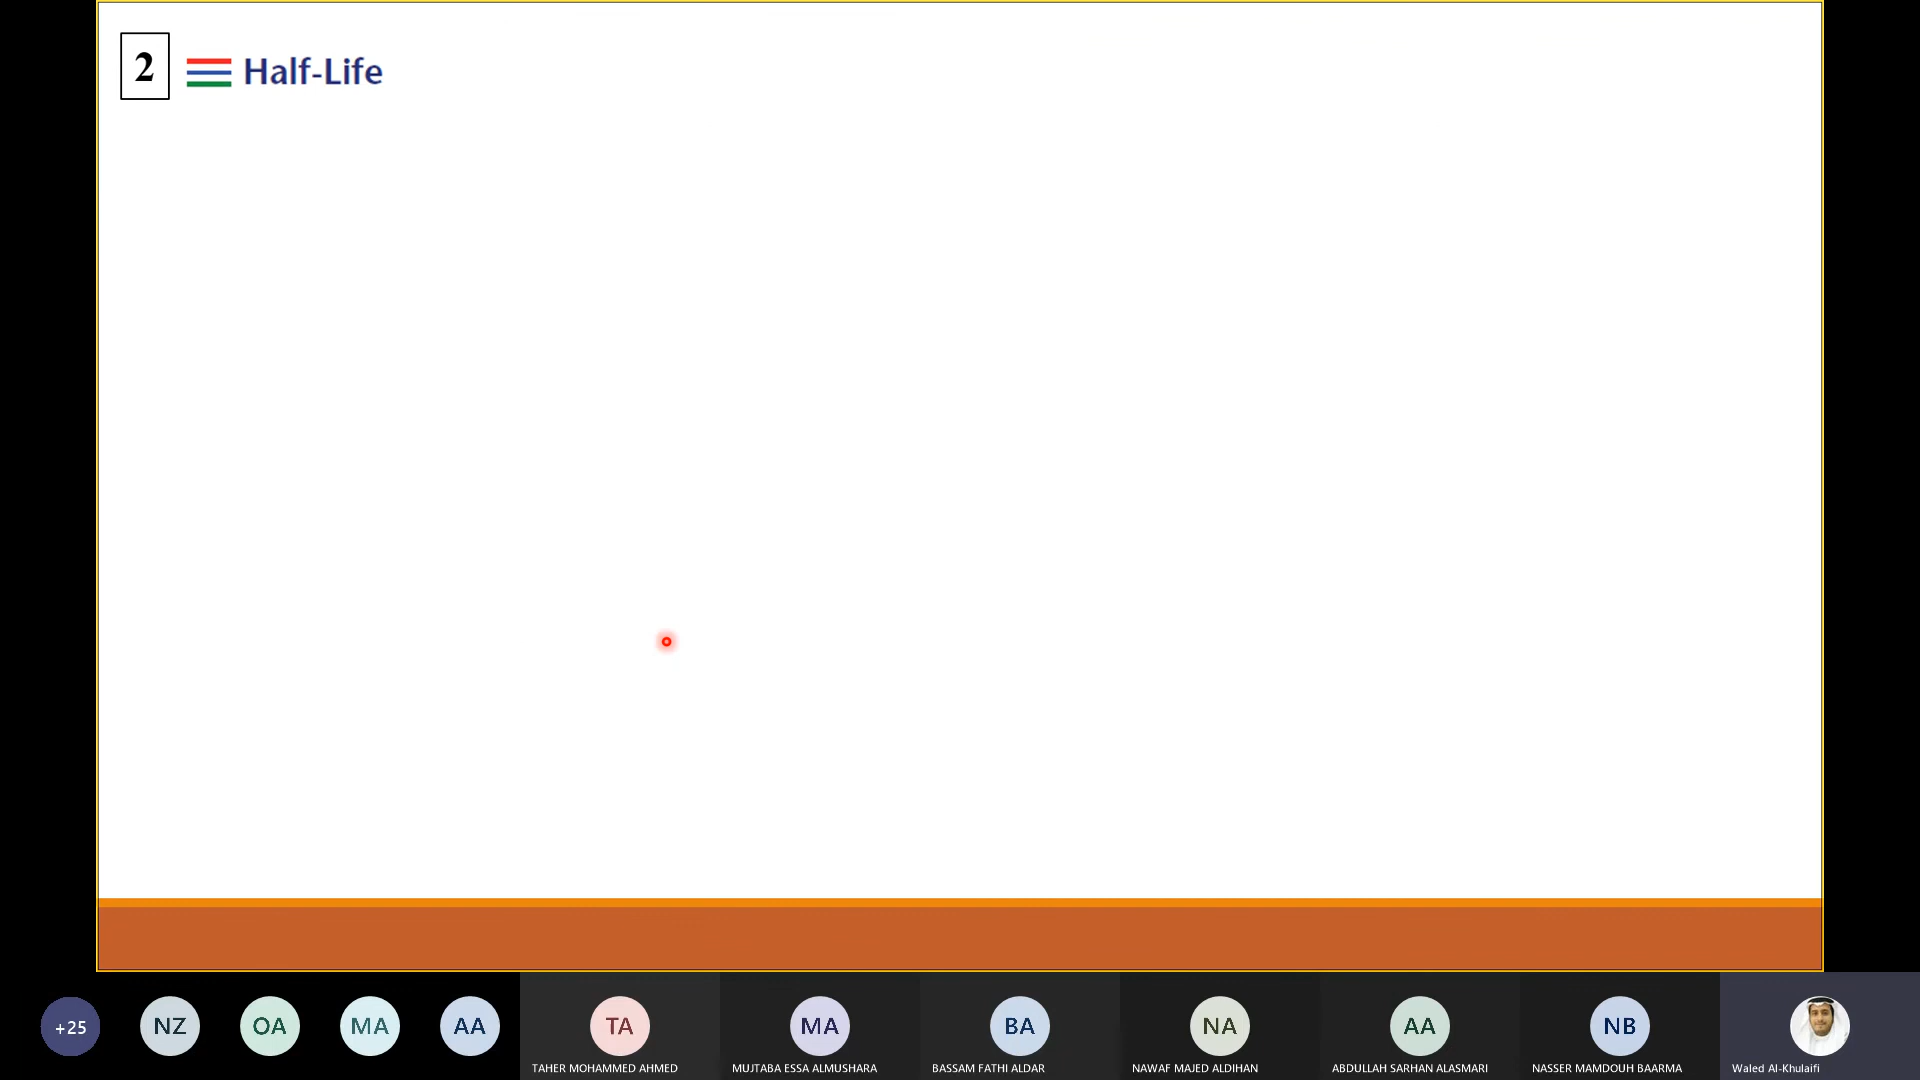 2
Half-Life
+25
NZ
OA
MA
AA
TA
MA
BA
NA
AA
NB
TAHER MOHAMMED AHMED
MUJTABA ESSA ALMUSHARA
BASSAM FATHI ALDAR
NAWAF MAJED ALDIHAN
ABDULLAH SARHAN ALASMARI
NASSER MAMDOUH BAARMA
Waled Al-Khulaifi